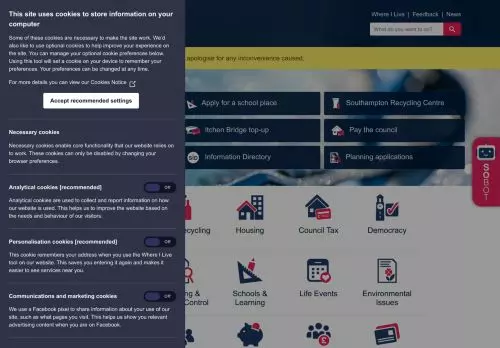 This site uses cookies to store information on your
computer
Some of these cookies are necessary to make the site work. We'd
also like to use optional cookies to help improve your experience on
the site. You can manage your optional cookie preferences below.
Using this tool will set a cookie on your device to remember your
preferences. Your preferences can be changed at any time.
For more details you can view our Cookies Notice
Accept recommended settings
Necessary cookies
Necessary cookies enable core functionality that our website relies on
to work. These cookies can only be disabled by changing your
browser preferences.
Analytical cookies [recommended]
Off
Analytical cookies are used to collect and report information on how
our website is used. This helps us to improve the website based on
the needs and behaviour of our visitors.
Personalisation cookies [recommended]
Off
This cookie remembers your address when you use the Where I Live
tool on our website. This saves you entering it again and makes it
easier to see services near you.
Communications and marketing cookies
Off
We use a Facebook pixel to share information about your use of our
site, such as what pages you visit. This helps us show you relevant
advertising content when you are on Facebook.
Where I Live | Feedback | News
What do you want to do?
apologise for any inconvenience caused.
Apply for a school place
Southampton Recycling Centre
Itchen Bridge top-up
Pay the council
sid
Information Directory
Planning applications
SOBOT
Housing
Council Tax
Democracy
Schools &
Learning
Life Events
Environmental
Issues